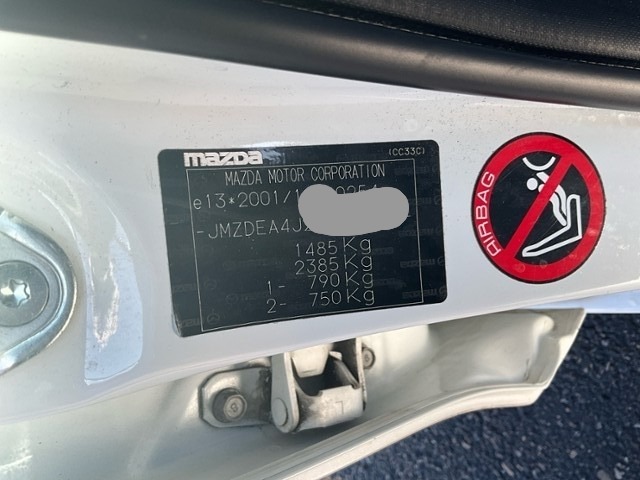 mazda (CC33C)
MAZDA MOTOR CORPORATION
e13*2001/1
-JMZDEA4J
1485 Kg
2385 Kg
1- 790 Kg
2- 750 Kg
AIRBAG